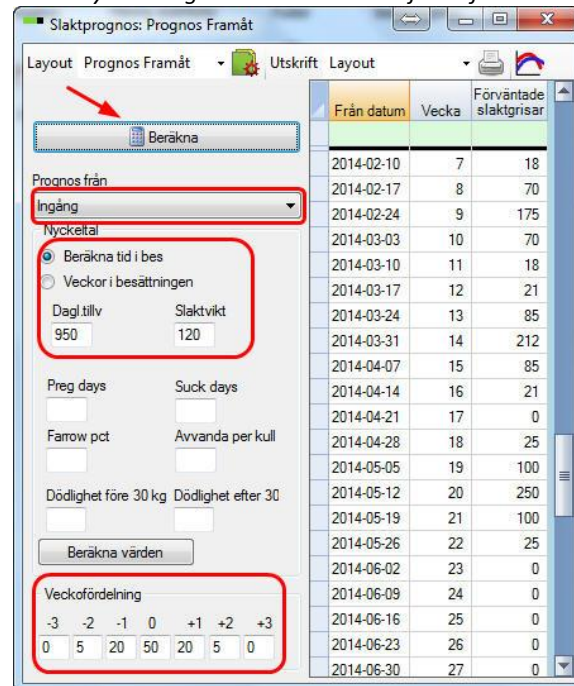 Slaktprognos: Prognos Framåt
Layout Prognos Framåt Utskrift Layout
Beräkna
Prognos från
Ingång
Nyckeltal
Beräkna tid i bes
Veckor i besättningen
Dagl.tillv Slaktvikt
950 120
Preg days Suck days
Farrow pct Avvanda per kull
Dödlighet före 30 kg Dödlighet efter 30
Beräkna värden
Veckofördelning
-3 -2 -1 0 +1 +2 +3
0 5 20 50 20 5 0
Från datum Vecka Förväntade slaktgrisar
2014-02-10 7 18
2014-02-17 8 70
2014-02-24 9 175
2014-03-03 10 70
2014-03-10 11 18
2014-03-17 12 21
2014-03-24 13 85
2014-03-31 14 212
2014-04-07 15 85
2014-04-14 16 21
2014-04-21 17 0
2014-04-28 18 25
2014-05-05 19 100
2014-05-12 20 250
2014-05-19 21 100
2014-05-26 22 25
2014-06-02 23 0
2014-06-09 24 0
2014-06-16 25 0
2014-06-23 26 0
2014-06-30 27 0